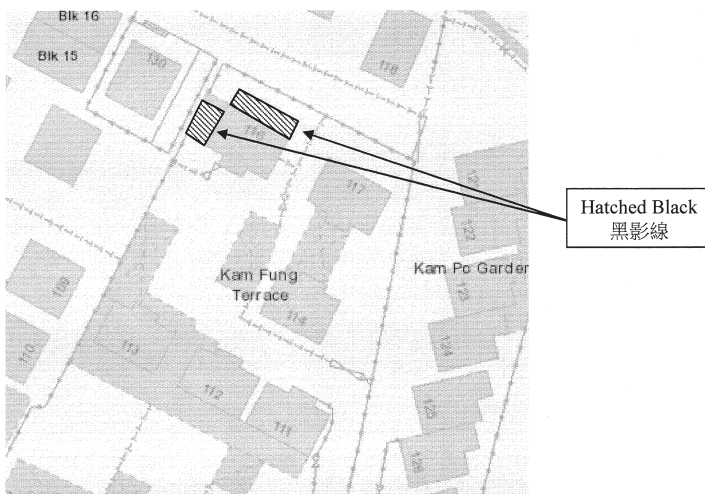 Blk 16
Blk 15
130
118
116
117
Hatched Black
黑影線
122
Kam Fung
Terrace
Kam Po Garden
123
109
114
124
110
113
112
111
125
126